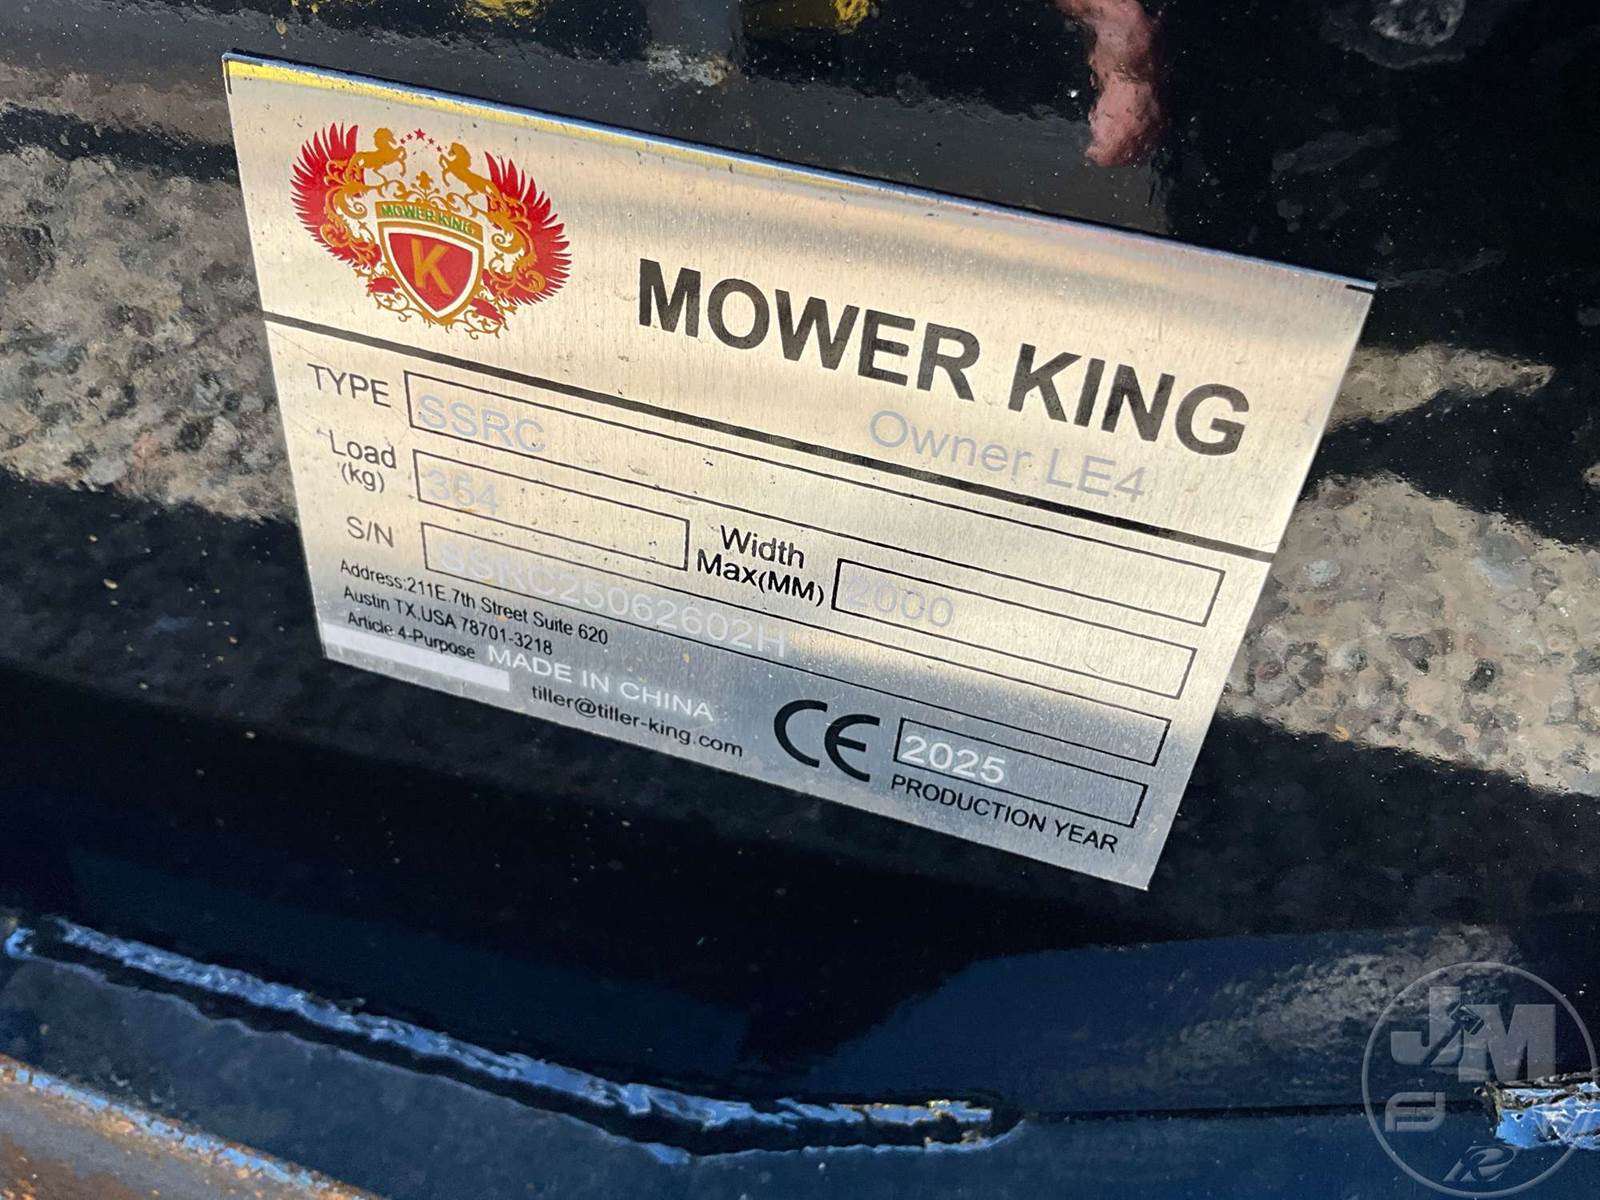 MOWER KING
K
MOWER KING
Owner LE4
TYPE SSRC
Load (kg) 354
Width Max(MM) 2000
S/N SSRC25062602H
Address:211E.7th Street Suite 620
Austin TX,USA 78701-3218
Article 4-Purpose
MADE IN CHINA
tiller@tiller-king.com
CE 2025
PRODUCTION YEAR
JM